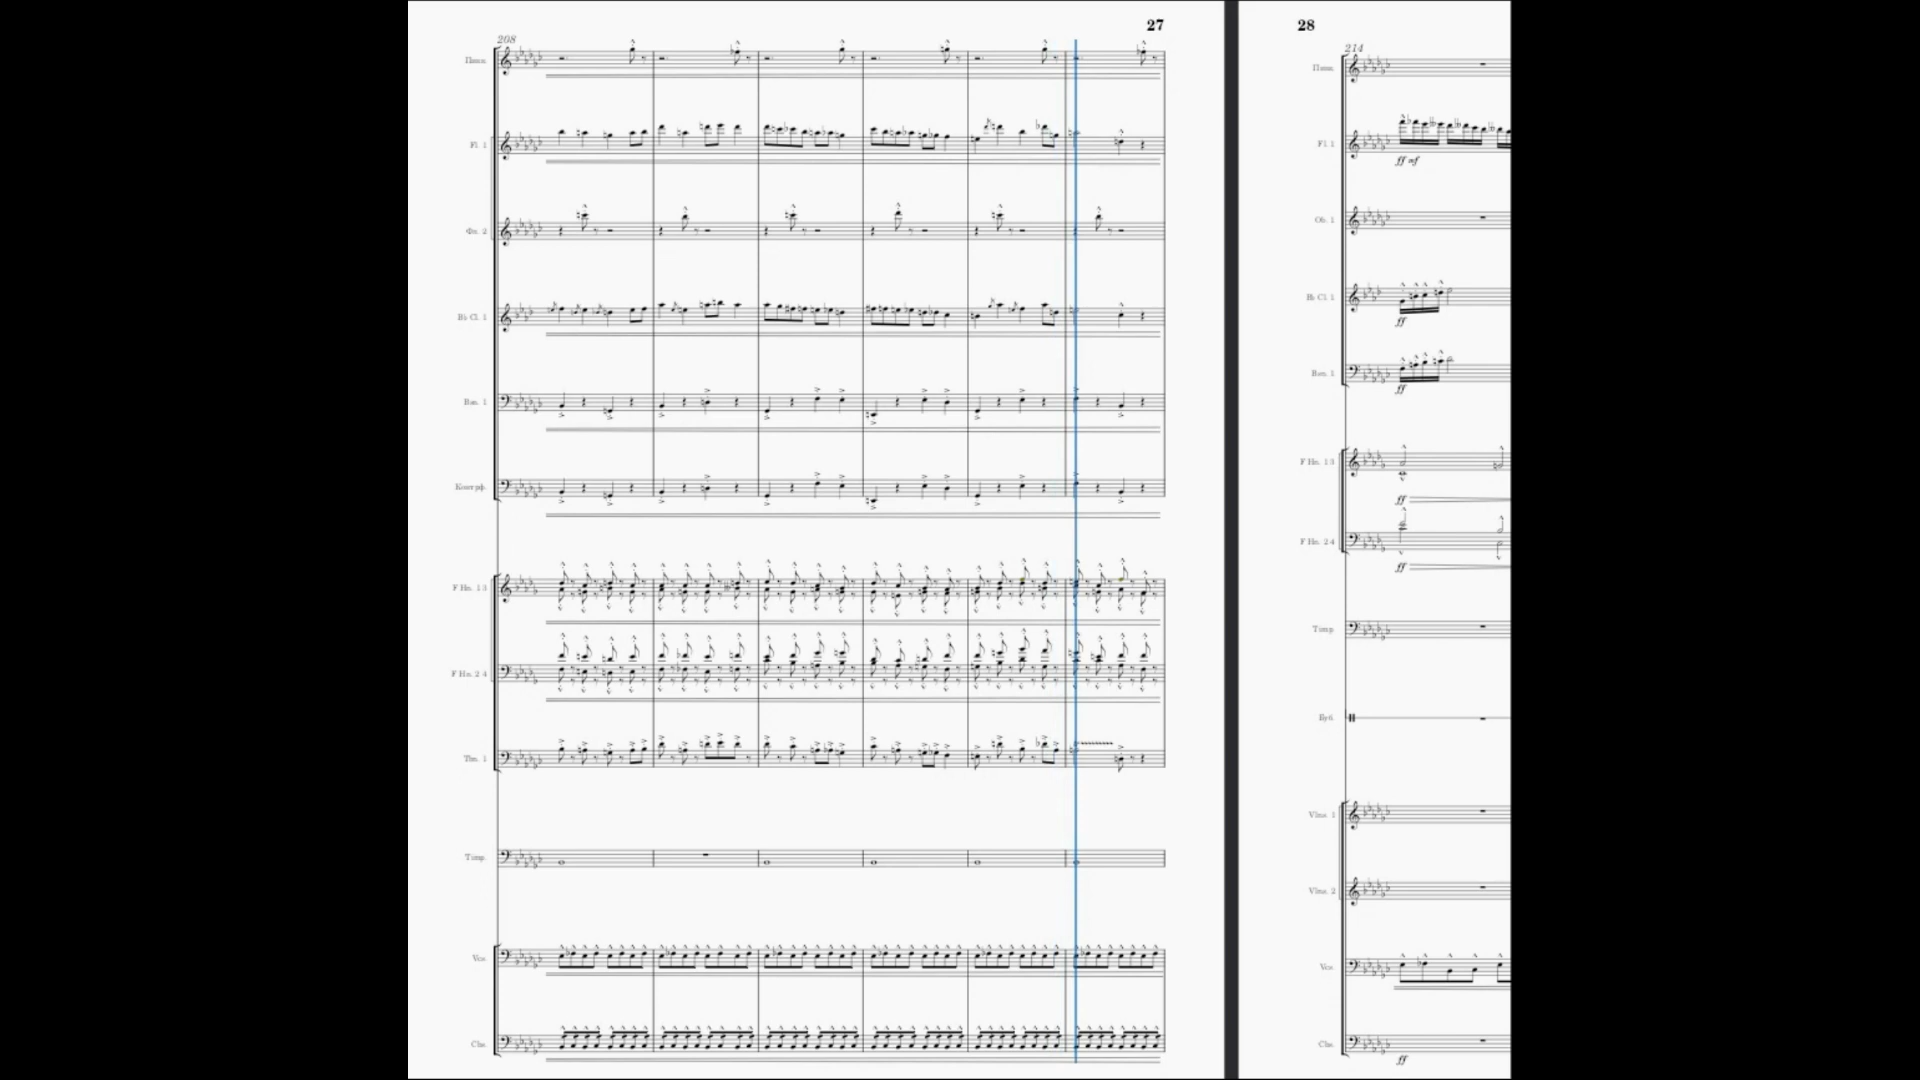 27
208
Пикк.
Fl. 1
Фл. 2
B♭ Cl. 1
Bsn. 1
Контрф.
F Hn. 1 3
F Hn. 2 4
Tbn. 1
Timp.
Vcs.
Cbs.
28
214
Пикк.
Fl. 1
ff mf
Ob. 1
B♭ Cl. 1
ff
Bsn. 1
ff
F Hn. 1 3
ff
F Hn. 2 4
ff
Timp.
Буб.
Vlns. 1
Vlns. 2
Vcs.
Cbs.
ff